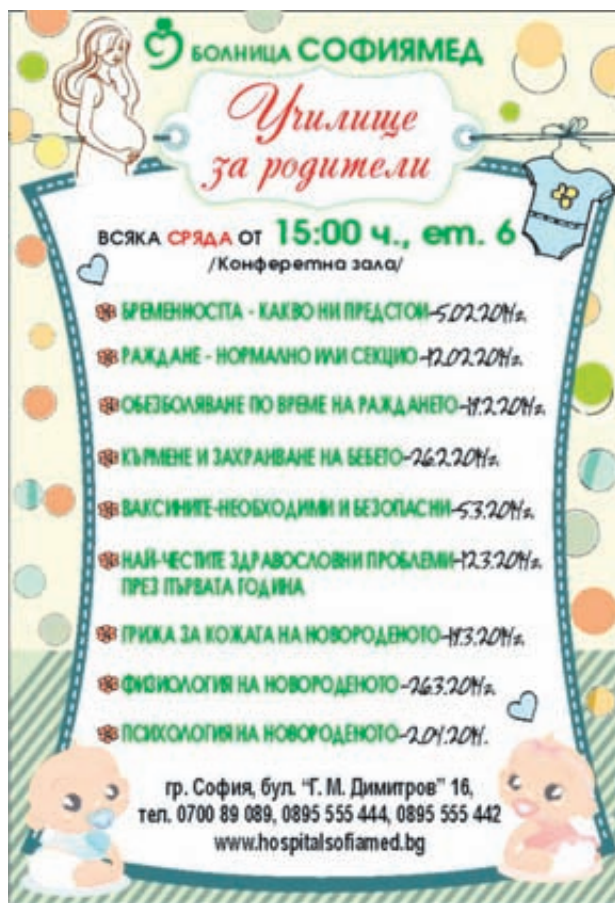 БОЛНИЦА СОФИЯМЕД
Училище
за родители
ВСЯКА СРЯДА ОТ 15:00 ч., ет. 6
/Конферетна зала/
БРЕМЕННОСТТА - КАКВО НИ ПРЕДСТОИ-5.02.2014г.
РАЖДАНЕ - НОРМАЛНО ИЛИ СЕКЦИО-12.02.2014г.
ОБЕЗБОЛЯВАНЕ ПО ВРЕМЕ НА РАЖДАНЕТО-19.2.2014г.
КЪРМЕНЕ И ЗАХРАНВАНЕ НА БЕБЕТО-26.2.2014г.
ВАКСИНИТЕ-НЕОБХОДИМИ И БЕЗОПАСНИ-5.3.2014г.
НАЙ-ЧЕСТИТЕ ЗДРАВОСЛОВНИ ПРОБЛЕМИ-12.3.2014г.
ПРЕЗ ПЪРВАТА ГОДИНА
ГРИЖА ЗА КОЖАТА НА НОВОРОДЕНОТО-19.3.2014г.
ФИЗИОЛОГИЯ НА НОВОРОДЕНОТО-26.3.2014г.
ПСИХОЛОГИЯ НА НОВОРОДЕНОТО-2.04.2014.
гр. София, бул. “Г. М. Димитров” 16,
тел. 0700 89 089, 0895 555 444, 0895 555 442
www.hospitalsofiamed.bg